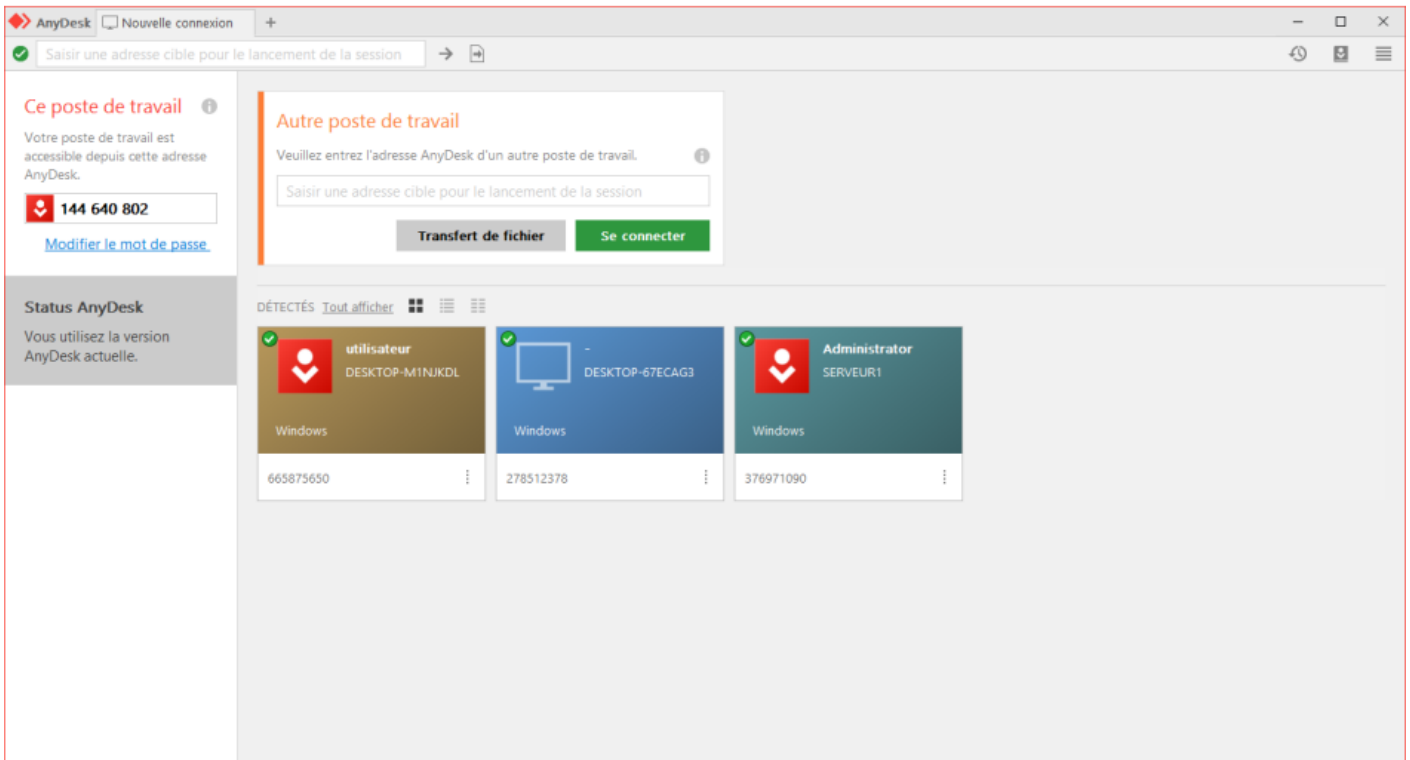 AnyDesk
Nouvelle connexion
Saisir une adresse cible pour le lancement de la session
Ce poste de travail
Votre poste de travail est
accessible depuis cette adresse
AnyDesk.
144 640 802
Modifier le mot de passe
Status AnyDesk
Vous utilisez la version
AnyDesk actuelle.
Autre poste de travail
Veuillez entrez l'adresse AnyDesk d'un autre poste de travail.
Saisir une adresse cible pour le lancement de la session
Transfert de fichier
Se connecter
DÉTECTÉS Tout afficher
utilisateur
DESKTOP-M1NJKDL
Windows
665875650
-
DESKTOP-67ECAG3
Windows
278512378
Administrator
SERVEUR1
Windows
376971090